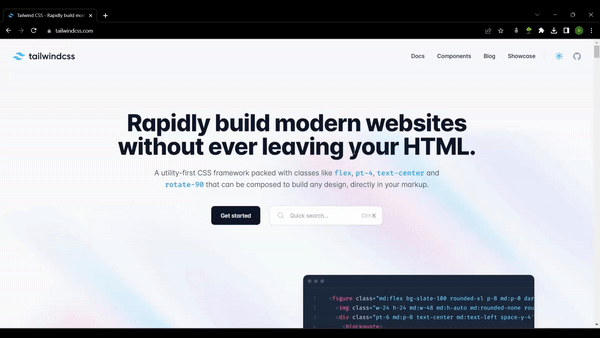 Tailwind CSS - Rapidly build mod
tailwindcss.com
tailwindcss
Docs Components Blog Showcase
Rapidly build modern websites
without ever leaving your HTML.
A utility-first CSS framework packed with classes like flex, pt-4, text-center and
rotate-90 that can be composed to build any design, directly in your markup.
Get started
Quick search... Ctrl K
1 <figure class="md:flex bg-slate-100 rounded-xl p-8 md:p-0 dar
2 <img class="w-24 h-24 md:w-48 md:h-auto md:rounded-none rou
3 <div class="pt-6 md:p-8 text-center md:text-left space-y-4"
<blockquote>